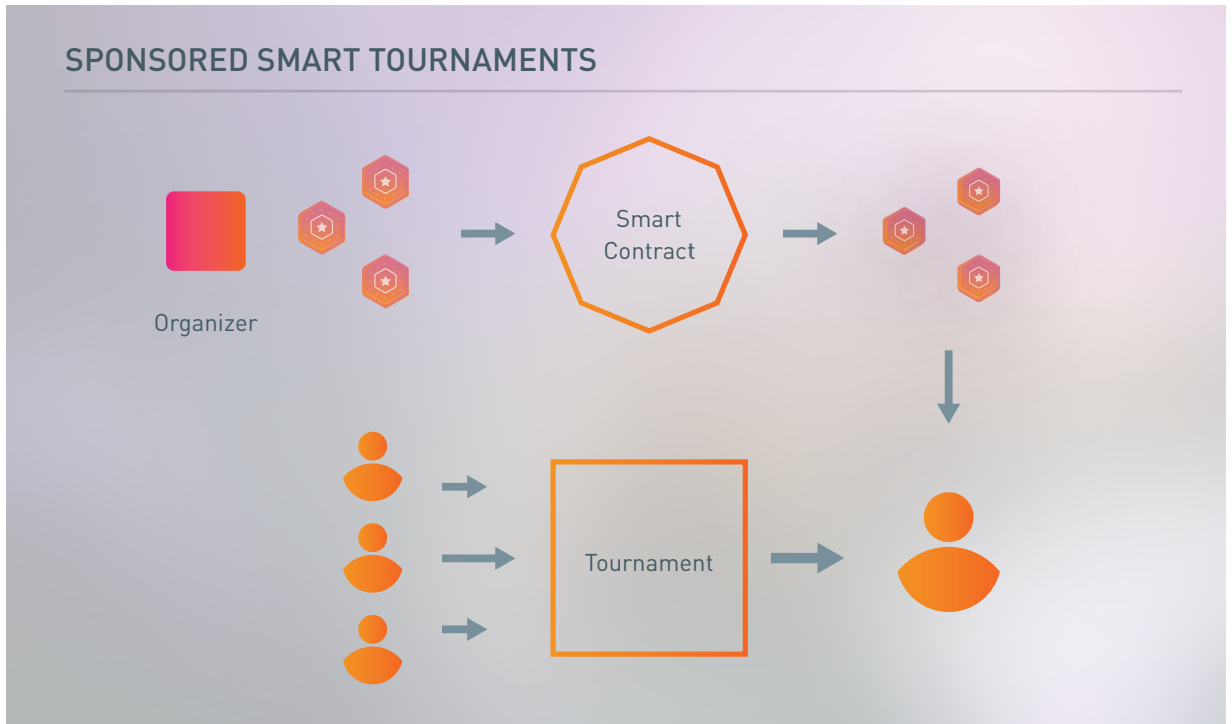 SPONSORED SMART TOURNAMENTS
Smart
Contract
Organizer
Tournament